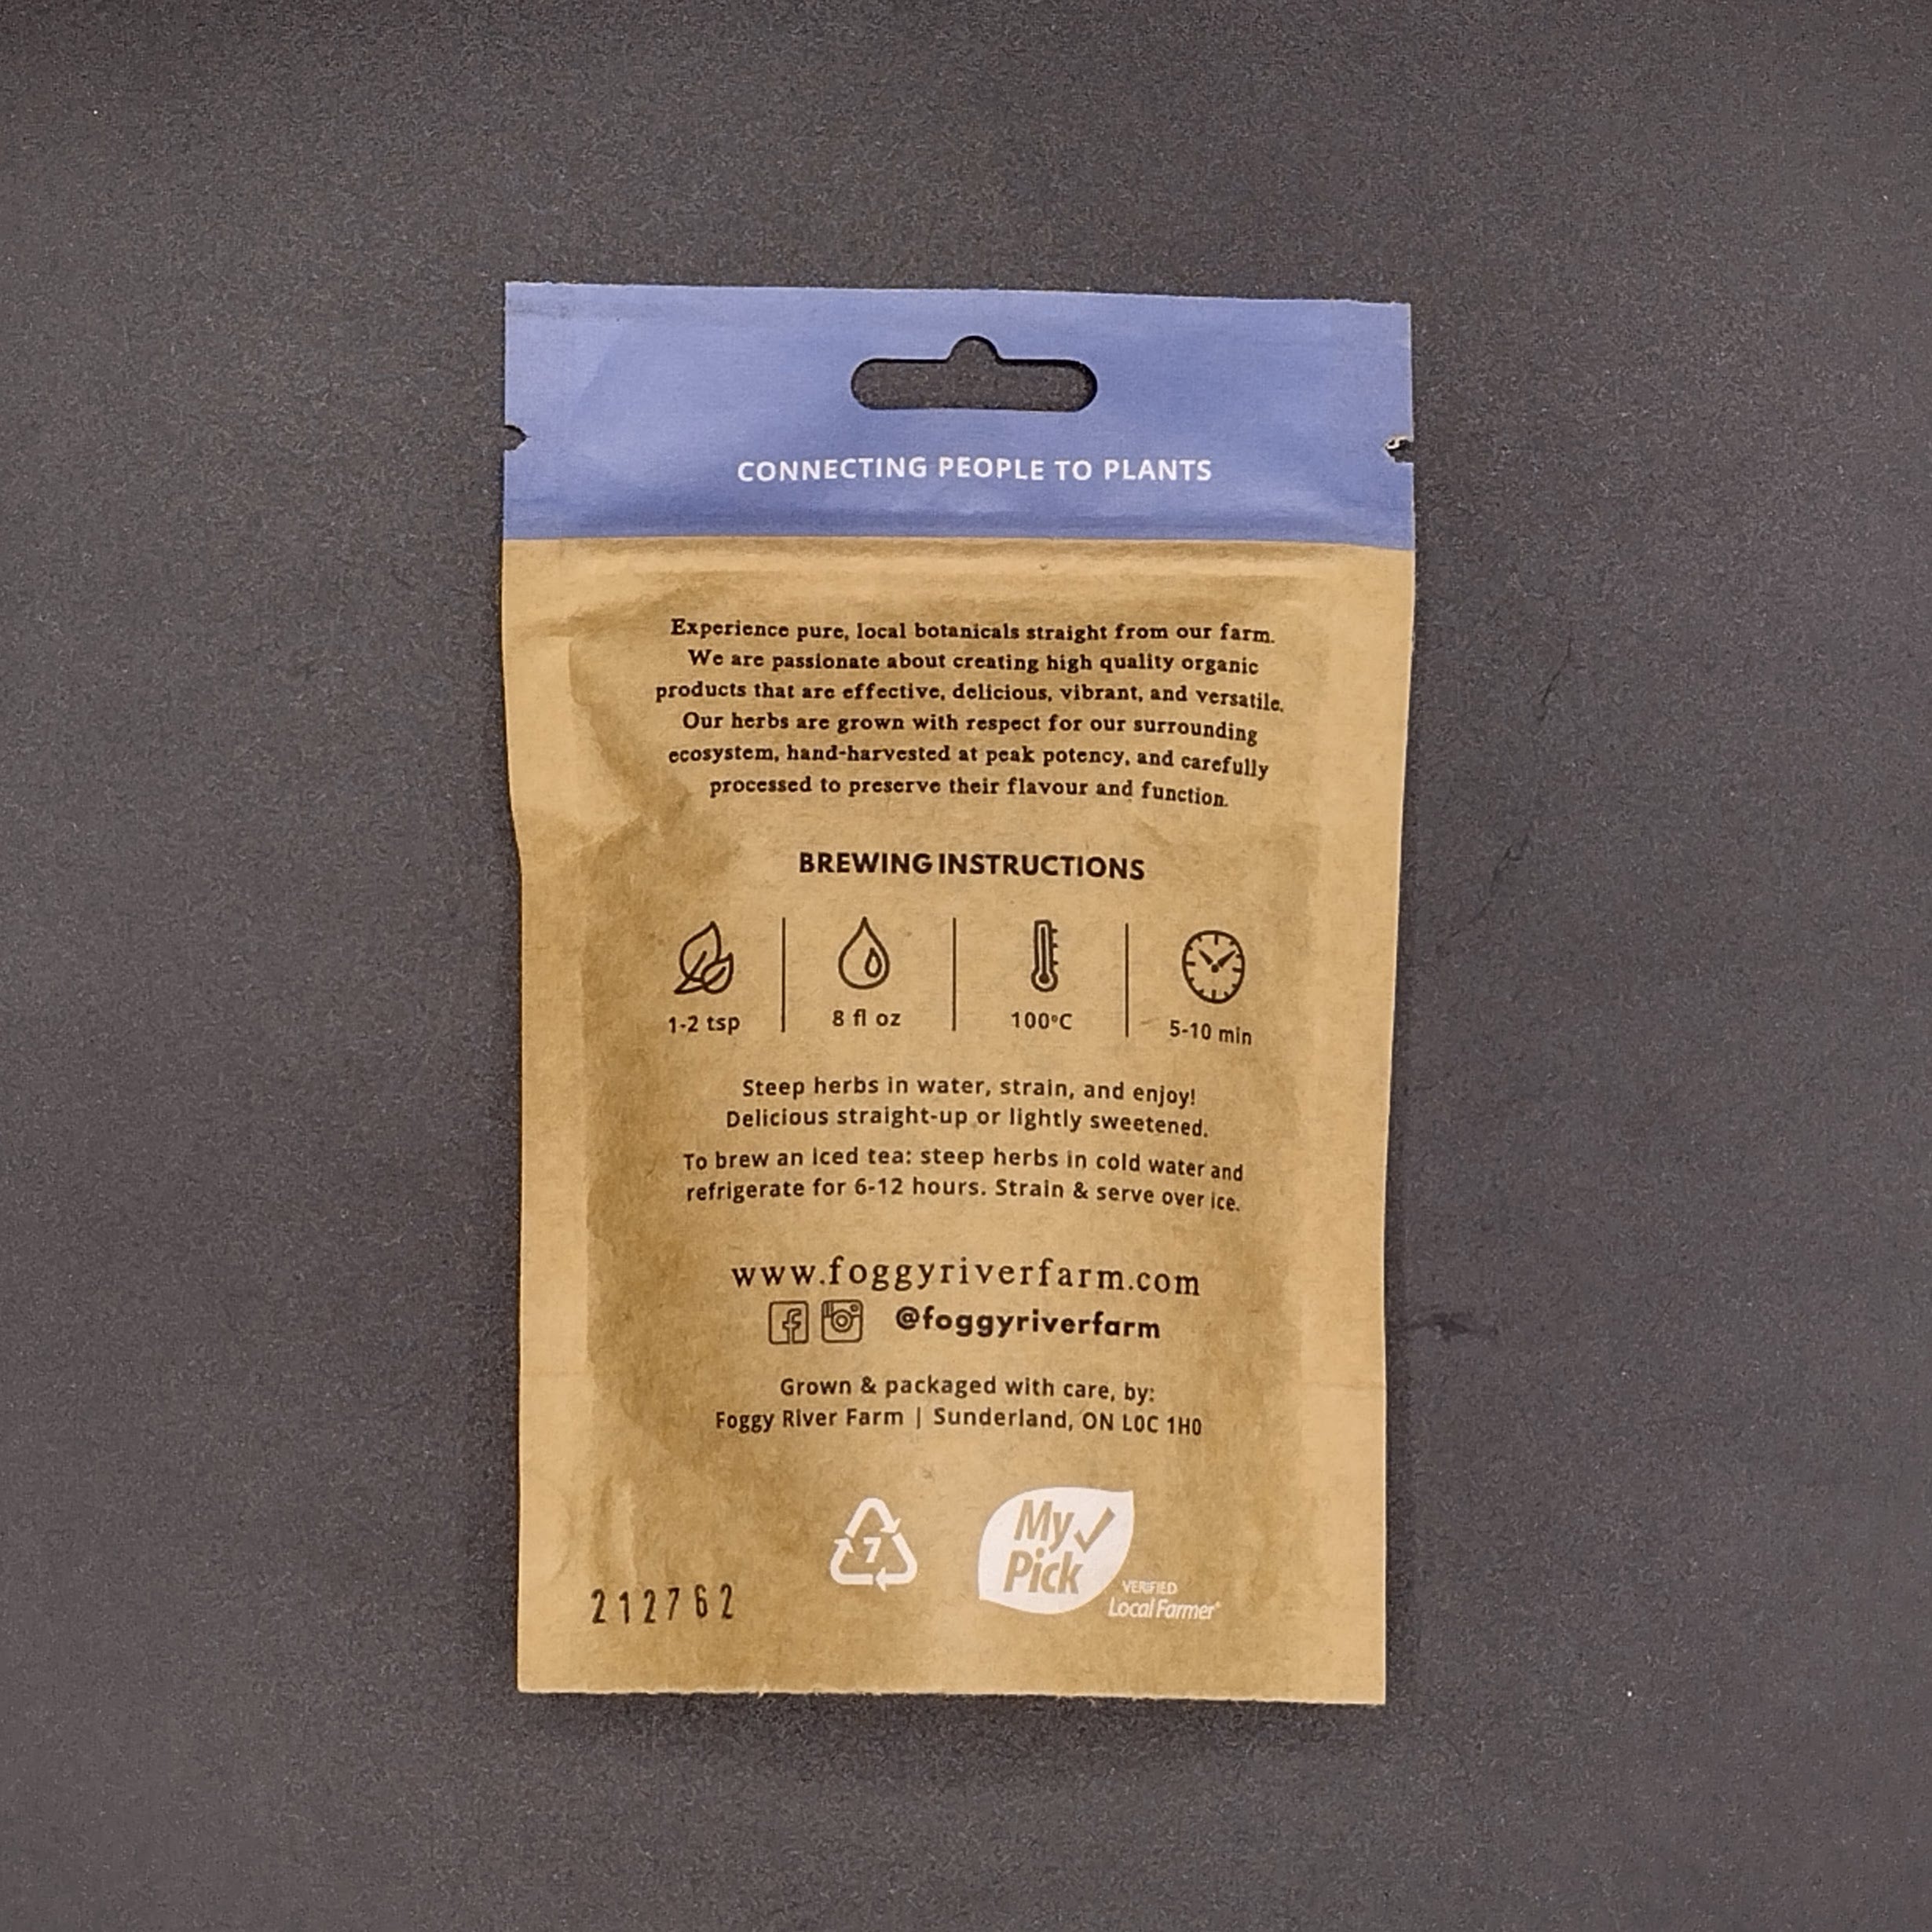 CONNECTING PEOPLE TO PLANTS
Experience pure, local botanicals straight from our farm.
We are passionate about creating high quality organic
products that are effective, delicious, vibrant, and versatile.
Our herbs are grown with respect for our surrounding
ecosystem, hand-harvested at peak potency, and carefully
processed to preserve their flavour and function.
BREWING INSTRUCTIONS
1-2 tsp 8 fl oz 100°C 5-10 min
Steep herbs in water, strain, and enjoy!
Delicious straight-up or lightly sweetened.
To brew an iced tea: steep herbs in cold water and
refrigerate for 6-12 hours. Strain & serve over ice.
www.foggyriverfarm.com
@foggyriverfarm
Grown & packaged with care, by:
Foggy River Farm | Sunderland, ON L0C 1H0
7
My
Pick
VERIFIED
Local Farmer®
212762